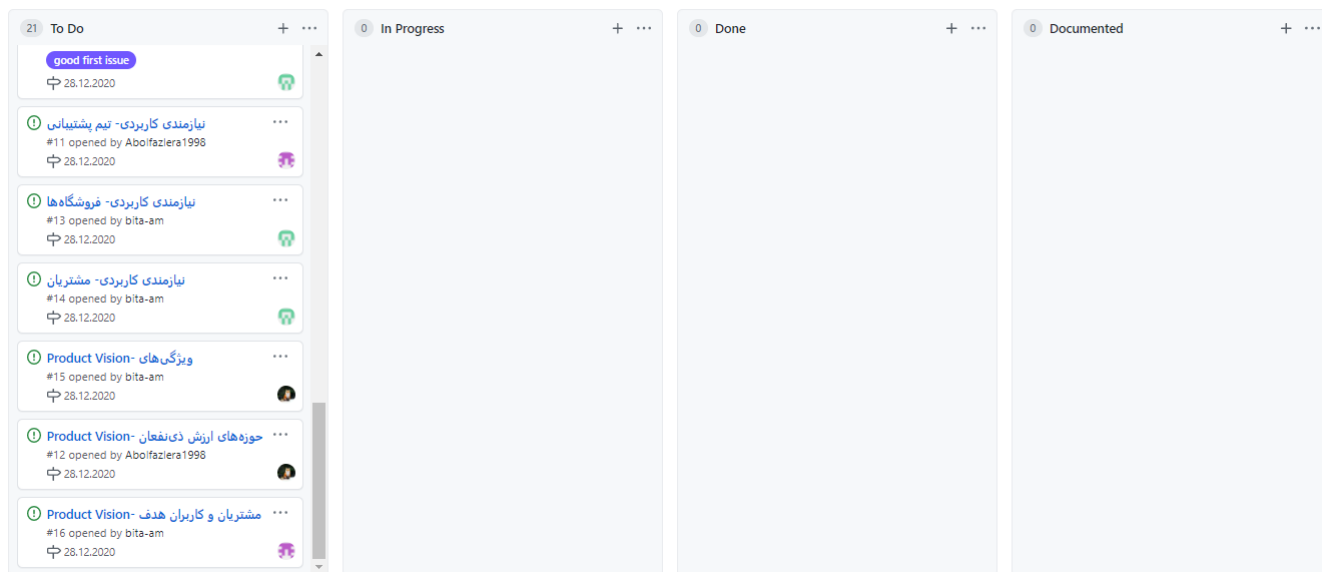 21 To Do
good first issue
28.12.2020
نیازمندی کاربردی- تیم پشتیبانی
#11 opened by Abolfazlera1998
28.12.2020
نیازمندی کاربردی- فروشگاه‌ها
#13 opened by bita-am
28.12.2020
نیازمندی کاربردی- مشتریان
#14 opened by bita-am
28.12.2020
ویژگی‌های -Product Vision
#15 opened by bita-am
28.12.2020
حوزه‌های ارزش ذی‌نفعان -Product Vision
#12 opened by Abolfazlera1998
28.12.2020
مشتریان و کاربران هدف -Product Vision
#16 opened by bita-am
28.12.2020
0 In Progress
0 Done
0 Documented